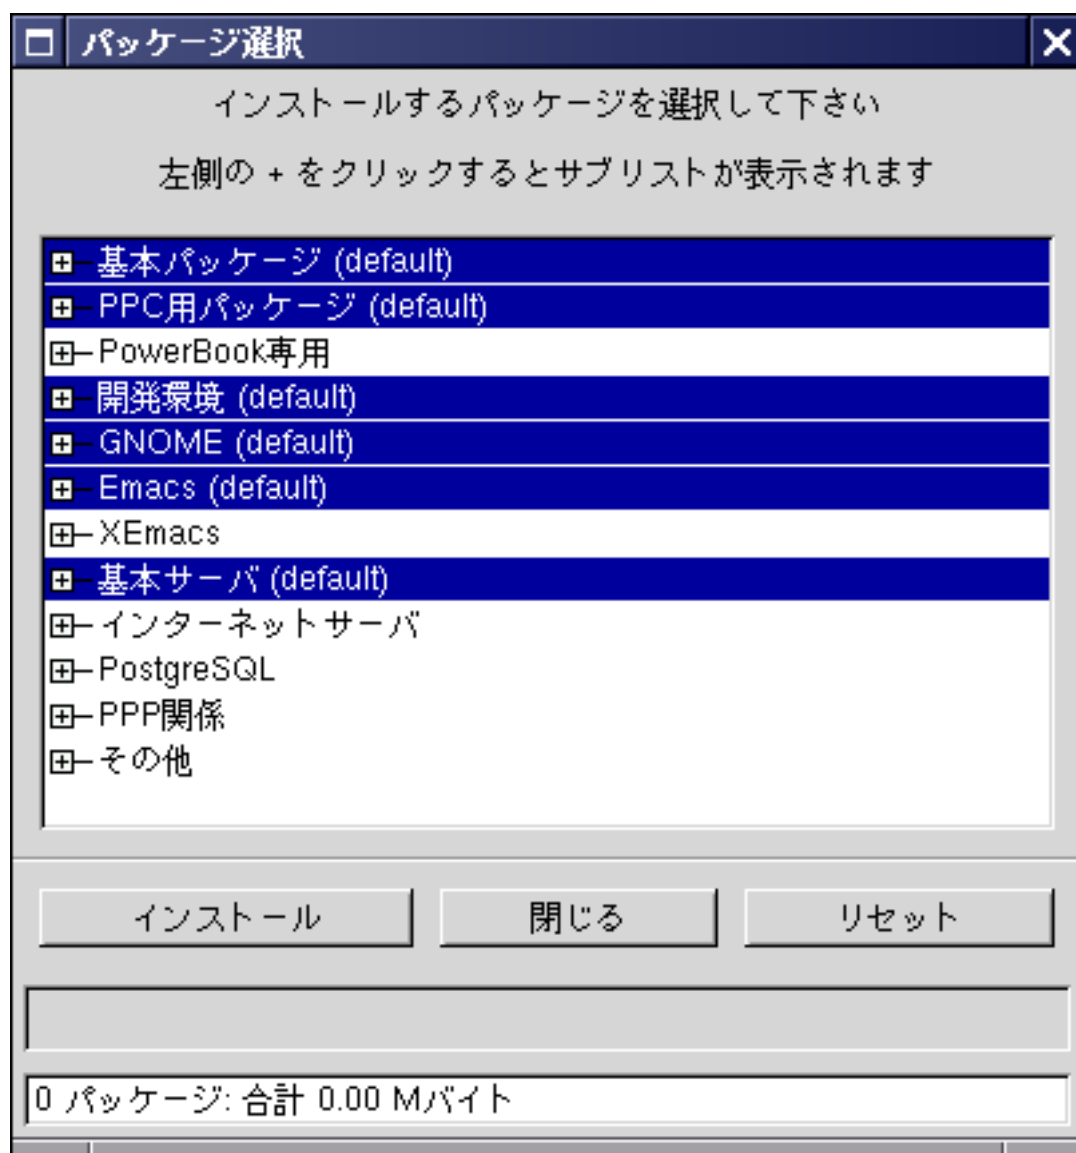 パッケージ選択
インストールするパッケージを選択して下さい
左側の + をクリックするとサブリストが表示されます
基本パッケージ (default)
PPC用パッケージ (default)
PowerBook専用
開発環境 (default)
GNOME (default)
Emacs (default)
XEmacs
基本サーバ (default)
インターネットサーバ
PostgreSQL
PPP関係
その他
インストール 閉じる リセット
0 パッケージ: 合計 0.00 Mバイト